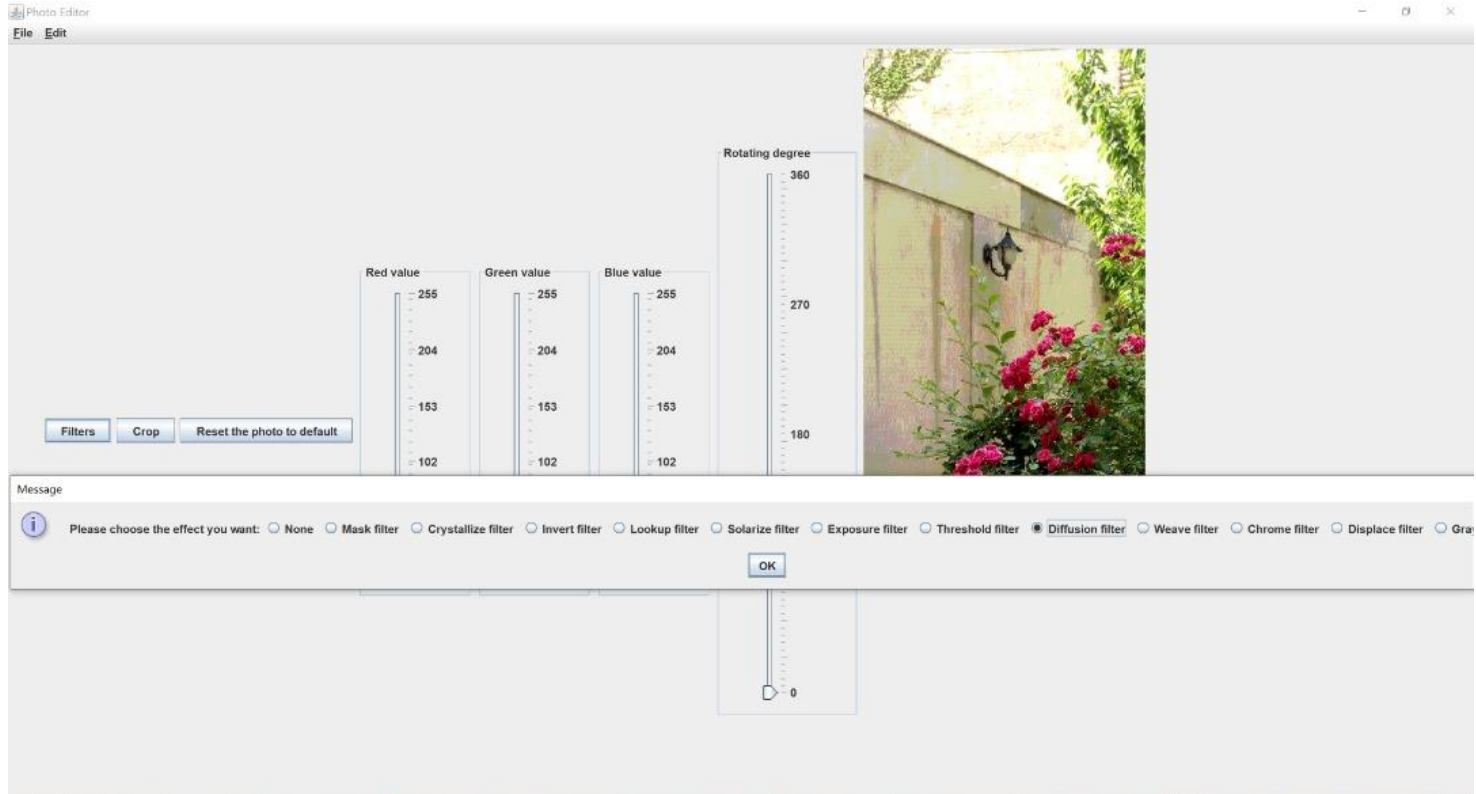 Photo Editor
File Edit
Rotating degree
360
270
180
0
Red value
255
204
153
102
Green value
255
204
153
102
Blue value
255
204
153
102
Filters Crop Reset the photo to default
Message
Please choose the effect you want: None Mask filter Crystallize filter Invert filter Lookup filter Solarize filter Exposure filter Threshold filter Diffusion filter Weave filter Chrome filter Displace filter Gray
OK